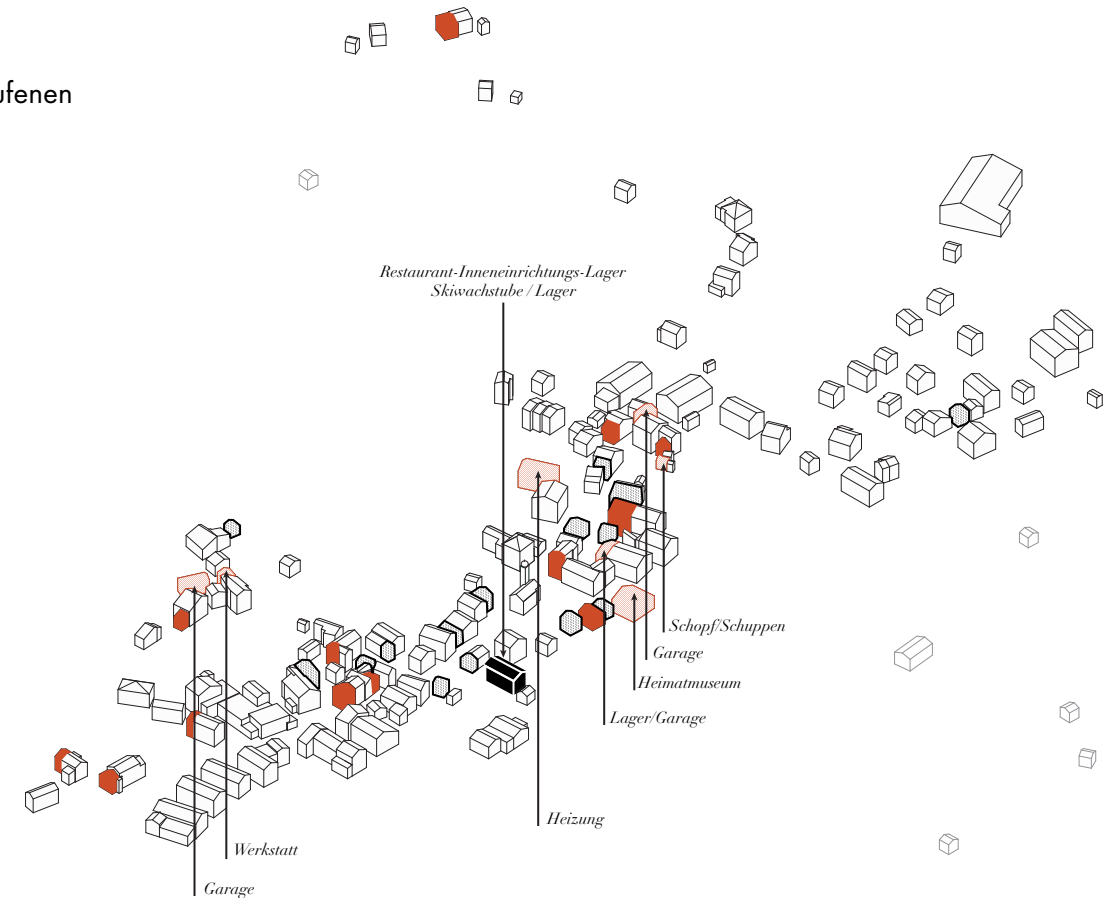 ufenen
Restaurant-Inneneinrichtungs-Lager
Skiwachstube / Lager
Schopf/Schuppen
Garage
Heimatmuseum
Lager/Garage
Heizung
Werkstatt
Garage